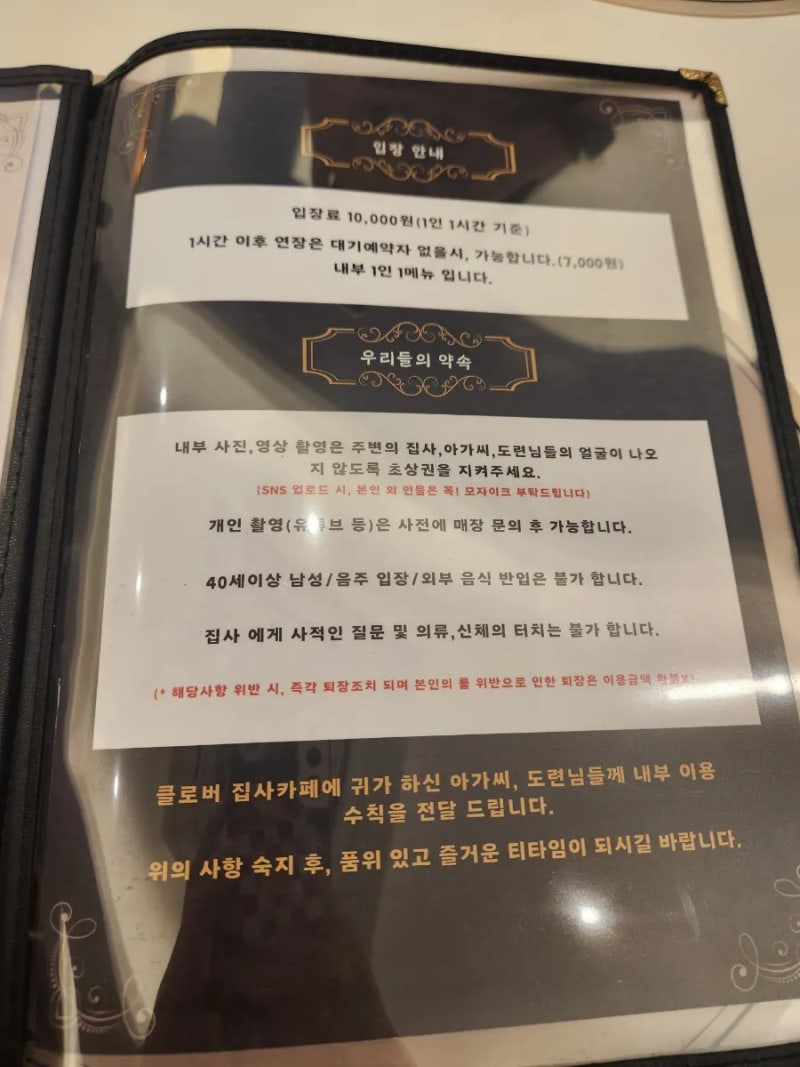 입장 안내
입장료 10,000원(1인 1시간 기준)
1시간 이후 연장은 대기예약자 없을시, 가능합니다.(7,000원)
내부 1인 1메뉴 입니다.
우리들의 약속
내부 사진,영상 촬영은 주변의 집사,아가씨,도련님들의 얼굴이 나오
지 않도록 초상권을 지켜주세요.
(SNS 업로드 시, 본인 외 인물은 꼭! 모자이크 부탁드립니다)
개인 촬영(유튜브 등)은 사전에 매장 문의 후 가능합니다.
40세이상 남성/음주 입장/외부 음식 반입은 불가 합니다.
집사 에게 사적인 질문 및 의류,신체의 터치는 불가 합니다.
(* 해당사항 위반 시, 즉각 퇴장조치 되며 본인의 룰 위반으로 인한 퇴장은 이용금액 환불X)
클로버 집사카페에 귀가 하신 아가씨, 도련님들께 내부 이용
수칙을 전달 드립니다.
위의 사항 숙지 후, 품위 있고 즐거운 티타임이 되시길 바랍니다.